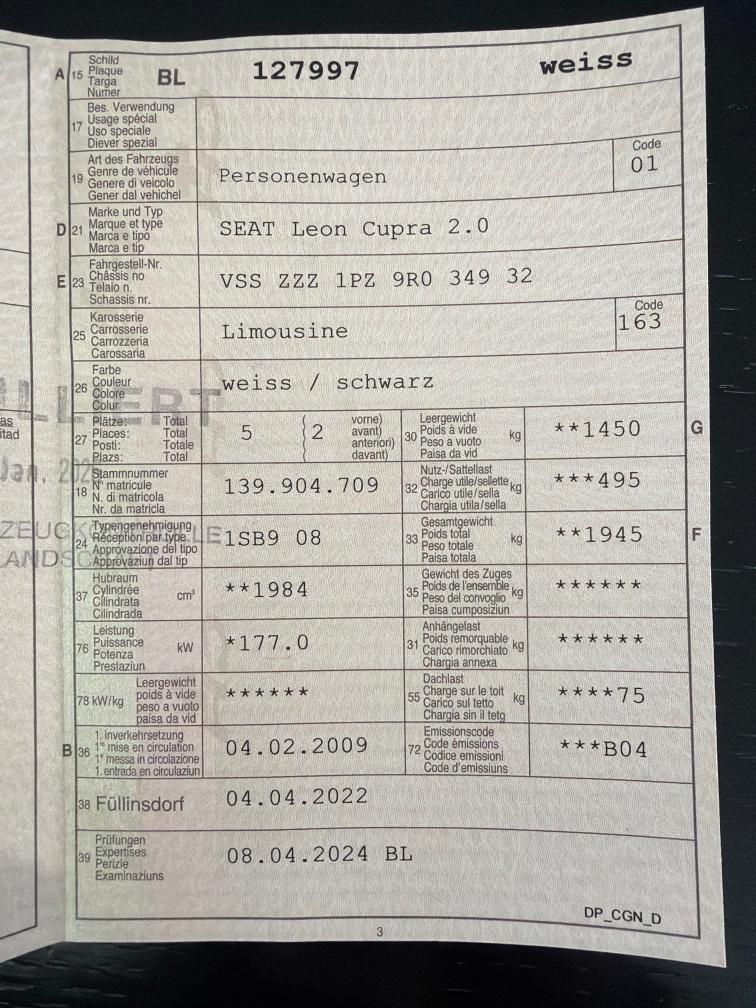 A 15 Schild BL 127997 weiss
Plaque
Targa
Numer
17 Bes. Verwendung
Usage spécial
Uso speciale
Diever spezial
19 Art des Fahrzeugs Personenwagen Code
Genre de véhicule 01
Genere di veicolo
Gener dal vehichel
D 21 Marke und Typ SEAT Leon Cupra 2.0
Marque et type
Marca e tipo
Marca e tip
E 23 Fahrgestell-Nr. VSS ZZZ 1PZ 9R0 349 32
Châssis no
Telaio n.
Schassis nr.
25 Karosserie Limousine Code
Carrosserie 163
Carrozzeria
Carossaria
26 Farbe weiss / schwarz
Couleur
Colore
Colur
27 Plätze: Total 5 ( 2 vorne)
Places: Total avant)
Posti: Totale anteriori)
Plazs: Total davant)
30 Leergewicht kg **1450 G
Poids à vide
Peso a vuoto
Paisa da vid
18 Stammnummer 139.904.709
N° matricule
N. di matricola
Nr. da matricla
32 Nutz-/Sattellast kg ***495
Charge utile/sellette
Carico utile/sella
Chargia utila/sella
24 Typengenehmigung 1SB9 08
Réception par type
Approvazione del tipo
Approvaziun dal tip
33 Gesamtgewicht kg **1945 F
Poids total
Peso totale
Paisa totala
37 Hubraum cm³ **1984
Cylindrée
Cilindrata
Cilindrada
35 Gewicht des Zuges kg ******
Poids de l'ensemble
Peso del convoglio
Paisa cumposiziun
76 Leistung kW *177.0
Puissance
Potenza
Prestaziun
31 Anhängelast kg ******
Poids remorquable
Carico rimorchiato
Chargia annexa
78 kW/kg Leergewicht ******
poids à vide
peso a vuoto
paisa da vid
55 Dachlast kg ****75
Charge sur le toit
Carico sul tetto
Chargia sin il tetg
B 36 1. Inverkehrsetzung 04.02.2009
1re mise en circulation
1a messa in circolazione
1. entrada en circulaziun
72 Emissionscode ***B04
Code émissions
Codice emissioni
Code d'emissiuns
38 Füllinsdorf 04.04.2022
39 Prüfungen 08.04.2024 BL
Expertises
Perizie
Examinaziuns
DP_CGN_D
3